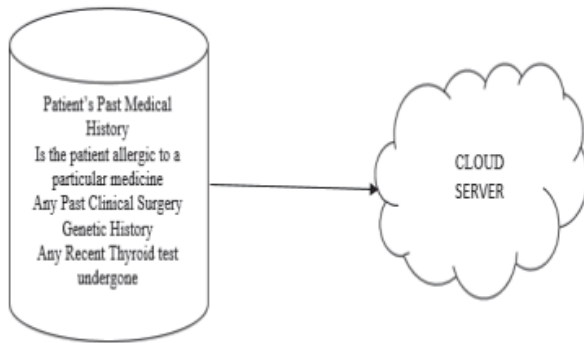 Patient's Past Medical
History
Is the patient allergic to a
particular medicine
Any Past Clinical Surgery
Genetic History
Any Recent Thyroid test
undergone
CLOUD
SERVER